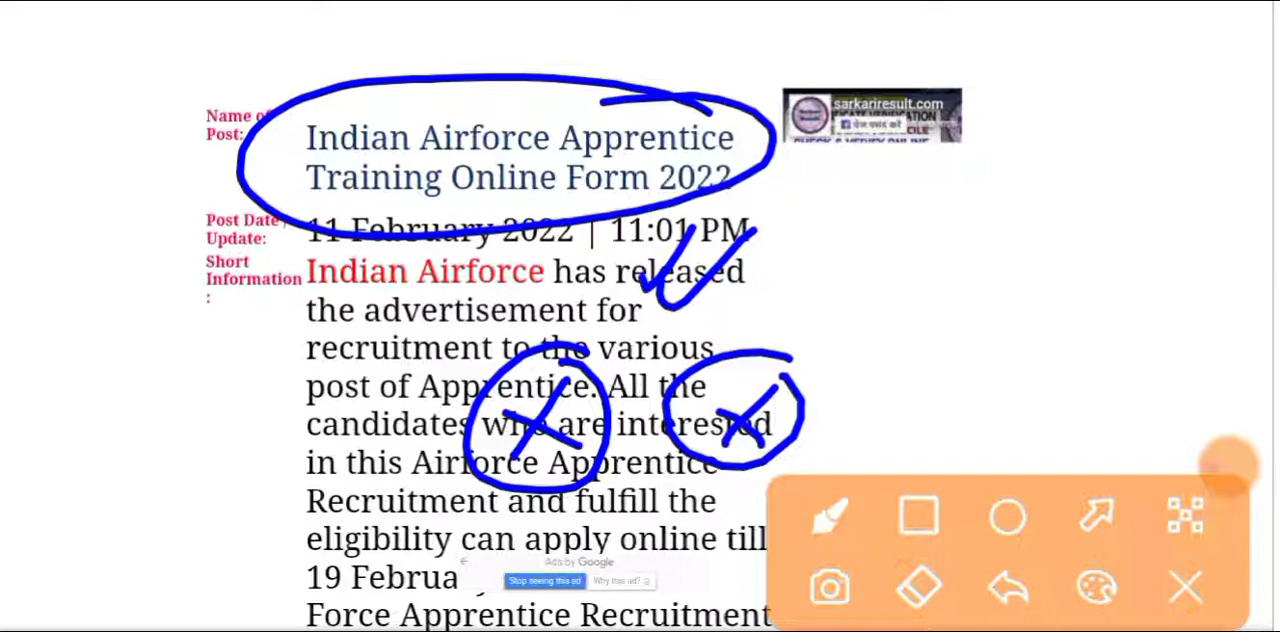 Name of
Post:
Indian Airforce Apprentice
Training Online Form 2022
Post Date
Update:
11 February 2022 | 11:01 PM
Short
Information
:
Indian Airforce has released
the advertisement for
recruitment to the various
post of Apprentice. All the
candidates who are interested
in this Airforce Apprentice
Recruitment and fulfill the
eligibility can apply online till
19 Februa
Force Apprentice Recruitment
sarkariresult.com
पेज पसंद करें
Ads by Google
Stop seeing this ad
Why this ad?